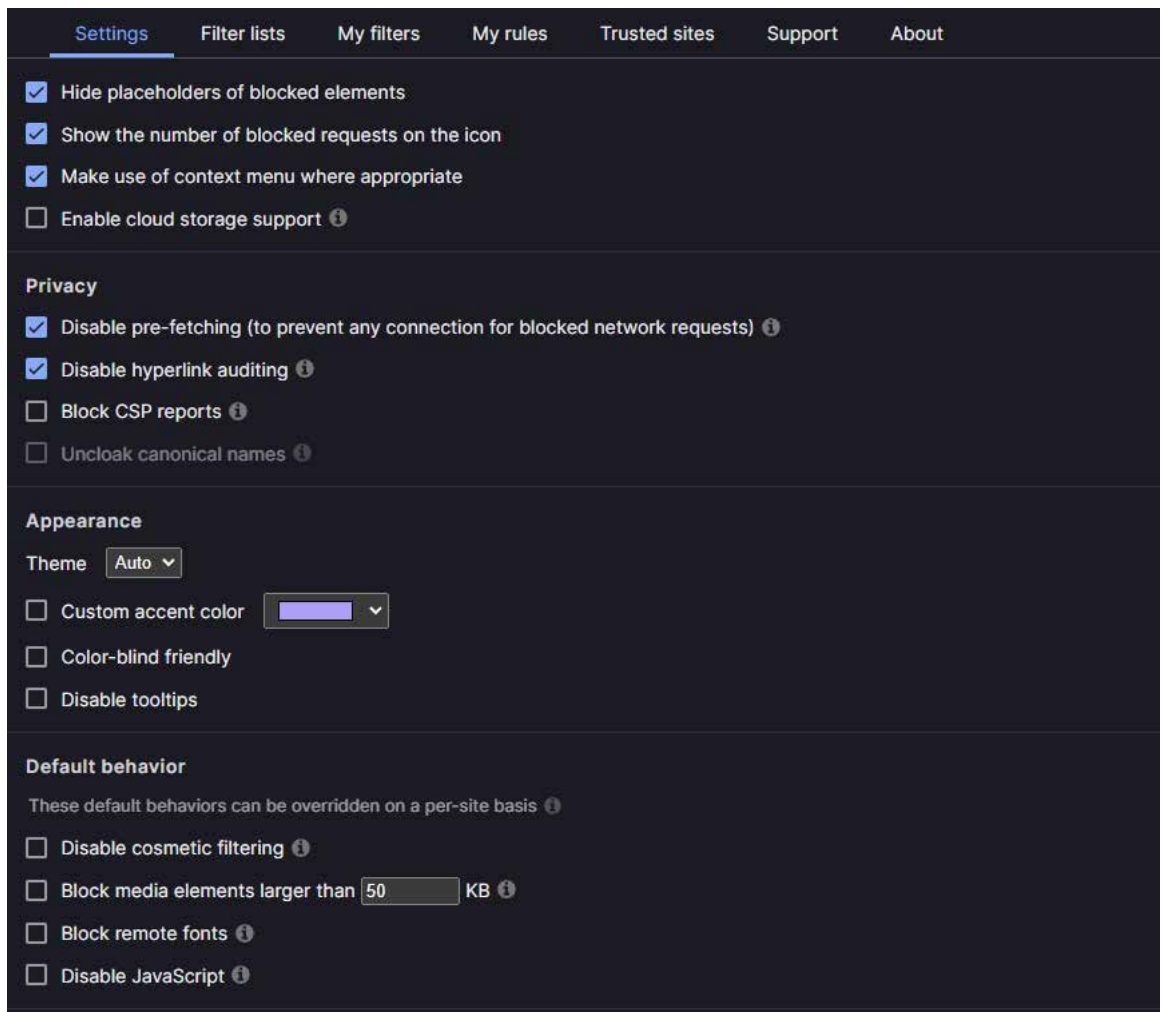 Settings Filter lists My filters My rules Trusted sites Support About
Hide placeholders of blocked elements
Show the number of blocked requests on the icon
Make use of context menu where appropriate
Enable cloud storage support
Privacy
Disable pre-fetching (to prevent any connection for blocked network requests)
Disable hyperlink auditing
Block CSP reports
Uncloak canonical names
Appearance
Theme Auto
Custom accent color
Color-blind friendly
Disable tooltips
Default behavior
These default behaviors can be overridden on a per-site basis
Disable cosmetic filtering
Block media elements larger than 50 KB
Block remote fonts
Disable JavaScript